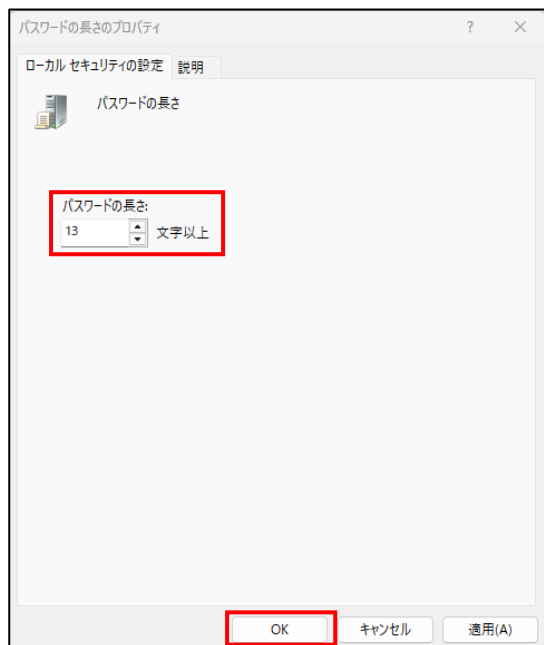 パスワードの長さのプロパティ
? ×
ローカル セキュリティの設定 説明
パスワードの長さ
パスワードの長さ:
13 文字以上
OK キャンセル 適用(A)